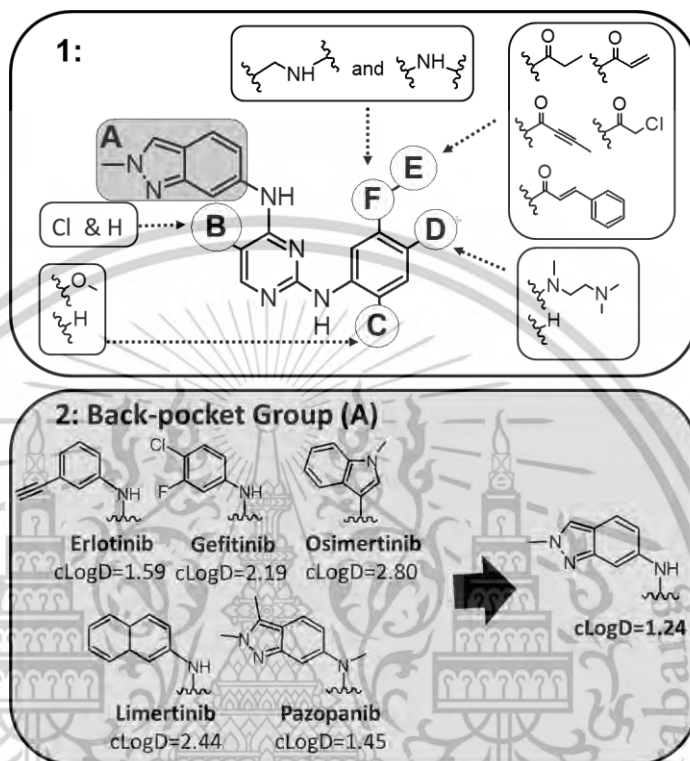 1:
and
O
O
NH
NH
O
O
Cl
O
A
N
N
NH
E
F
Cl & H
B
D
N
N
O
H
N
N
N
H
C
N
H
2: Back-pocket Group (A)
Cl
F
NH
NH
N
Erlotinib
Gefitinib
Osimertinib
cLogD=1.59
cLogD=2.19
cLogD=2.80
N
N
NH
cLogD=1.24
NH
N
N
N
Limertinib
Pazopanib
cLogD=2.44
cLogD=1.45